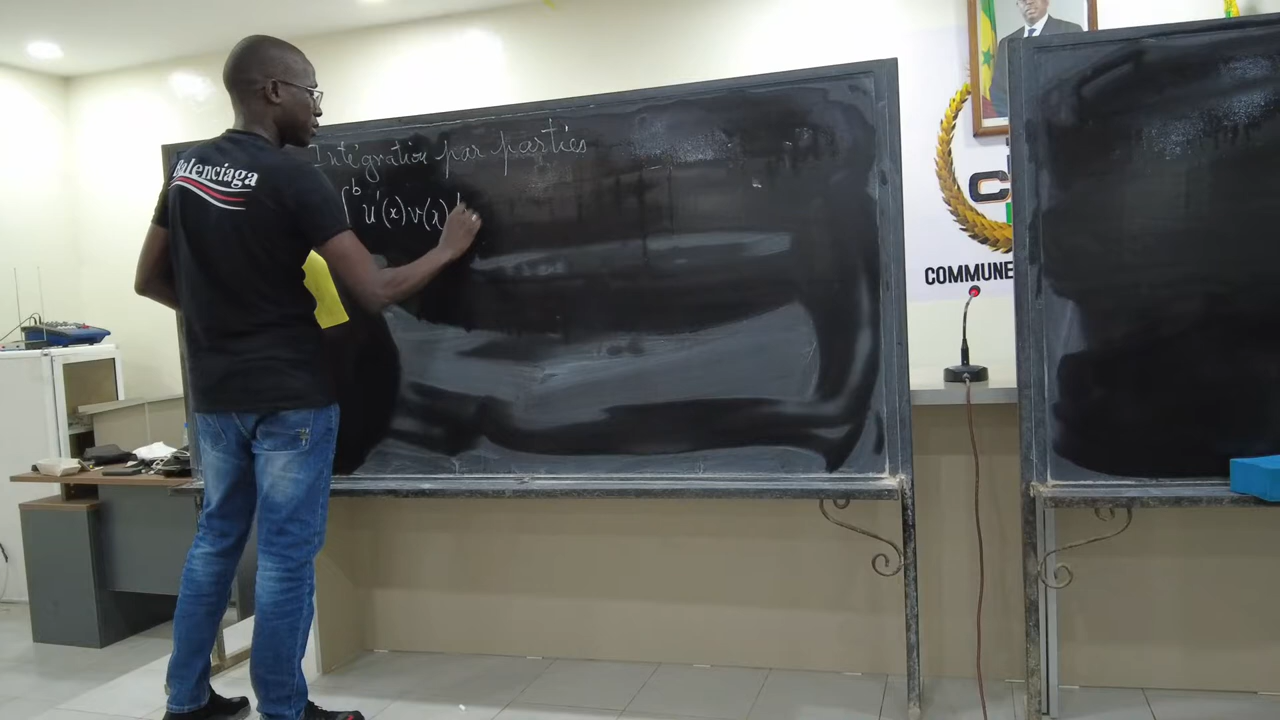 Balenciaga
Intégration par parties
∫ᵇ u'(x)v(x)
C
COMMUNE